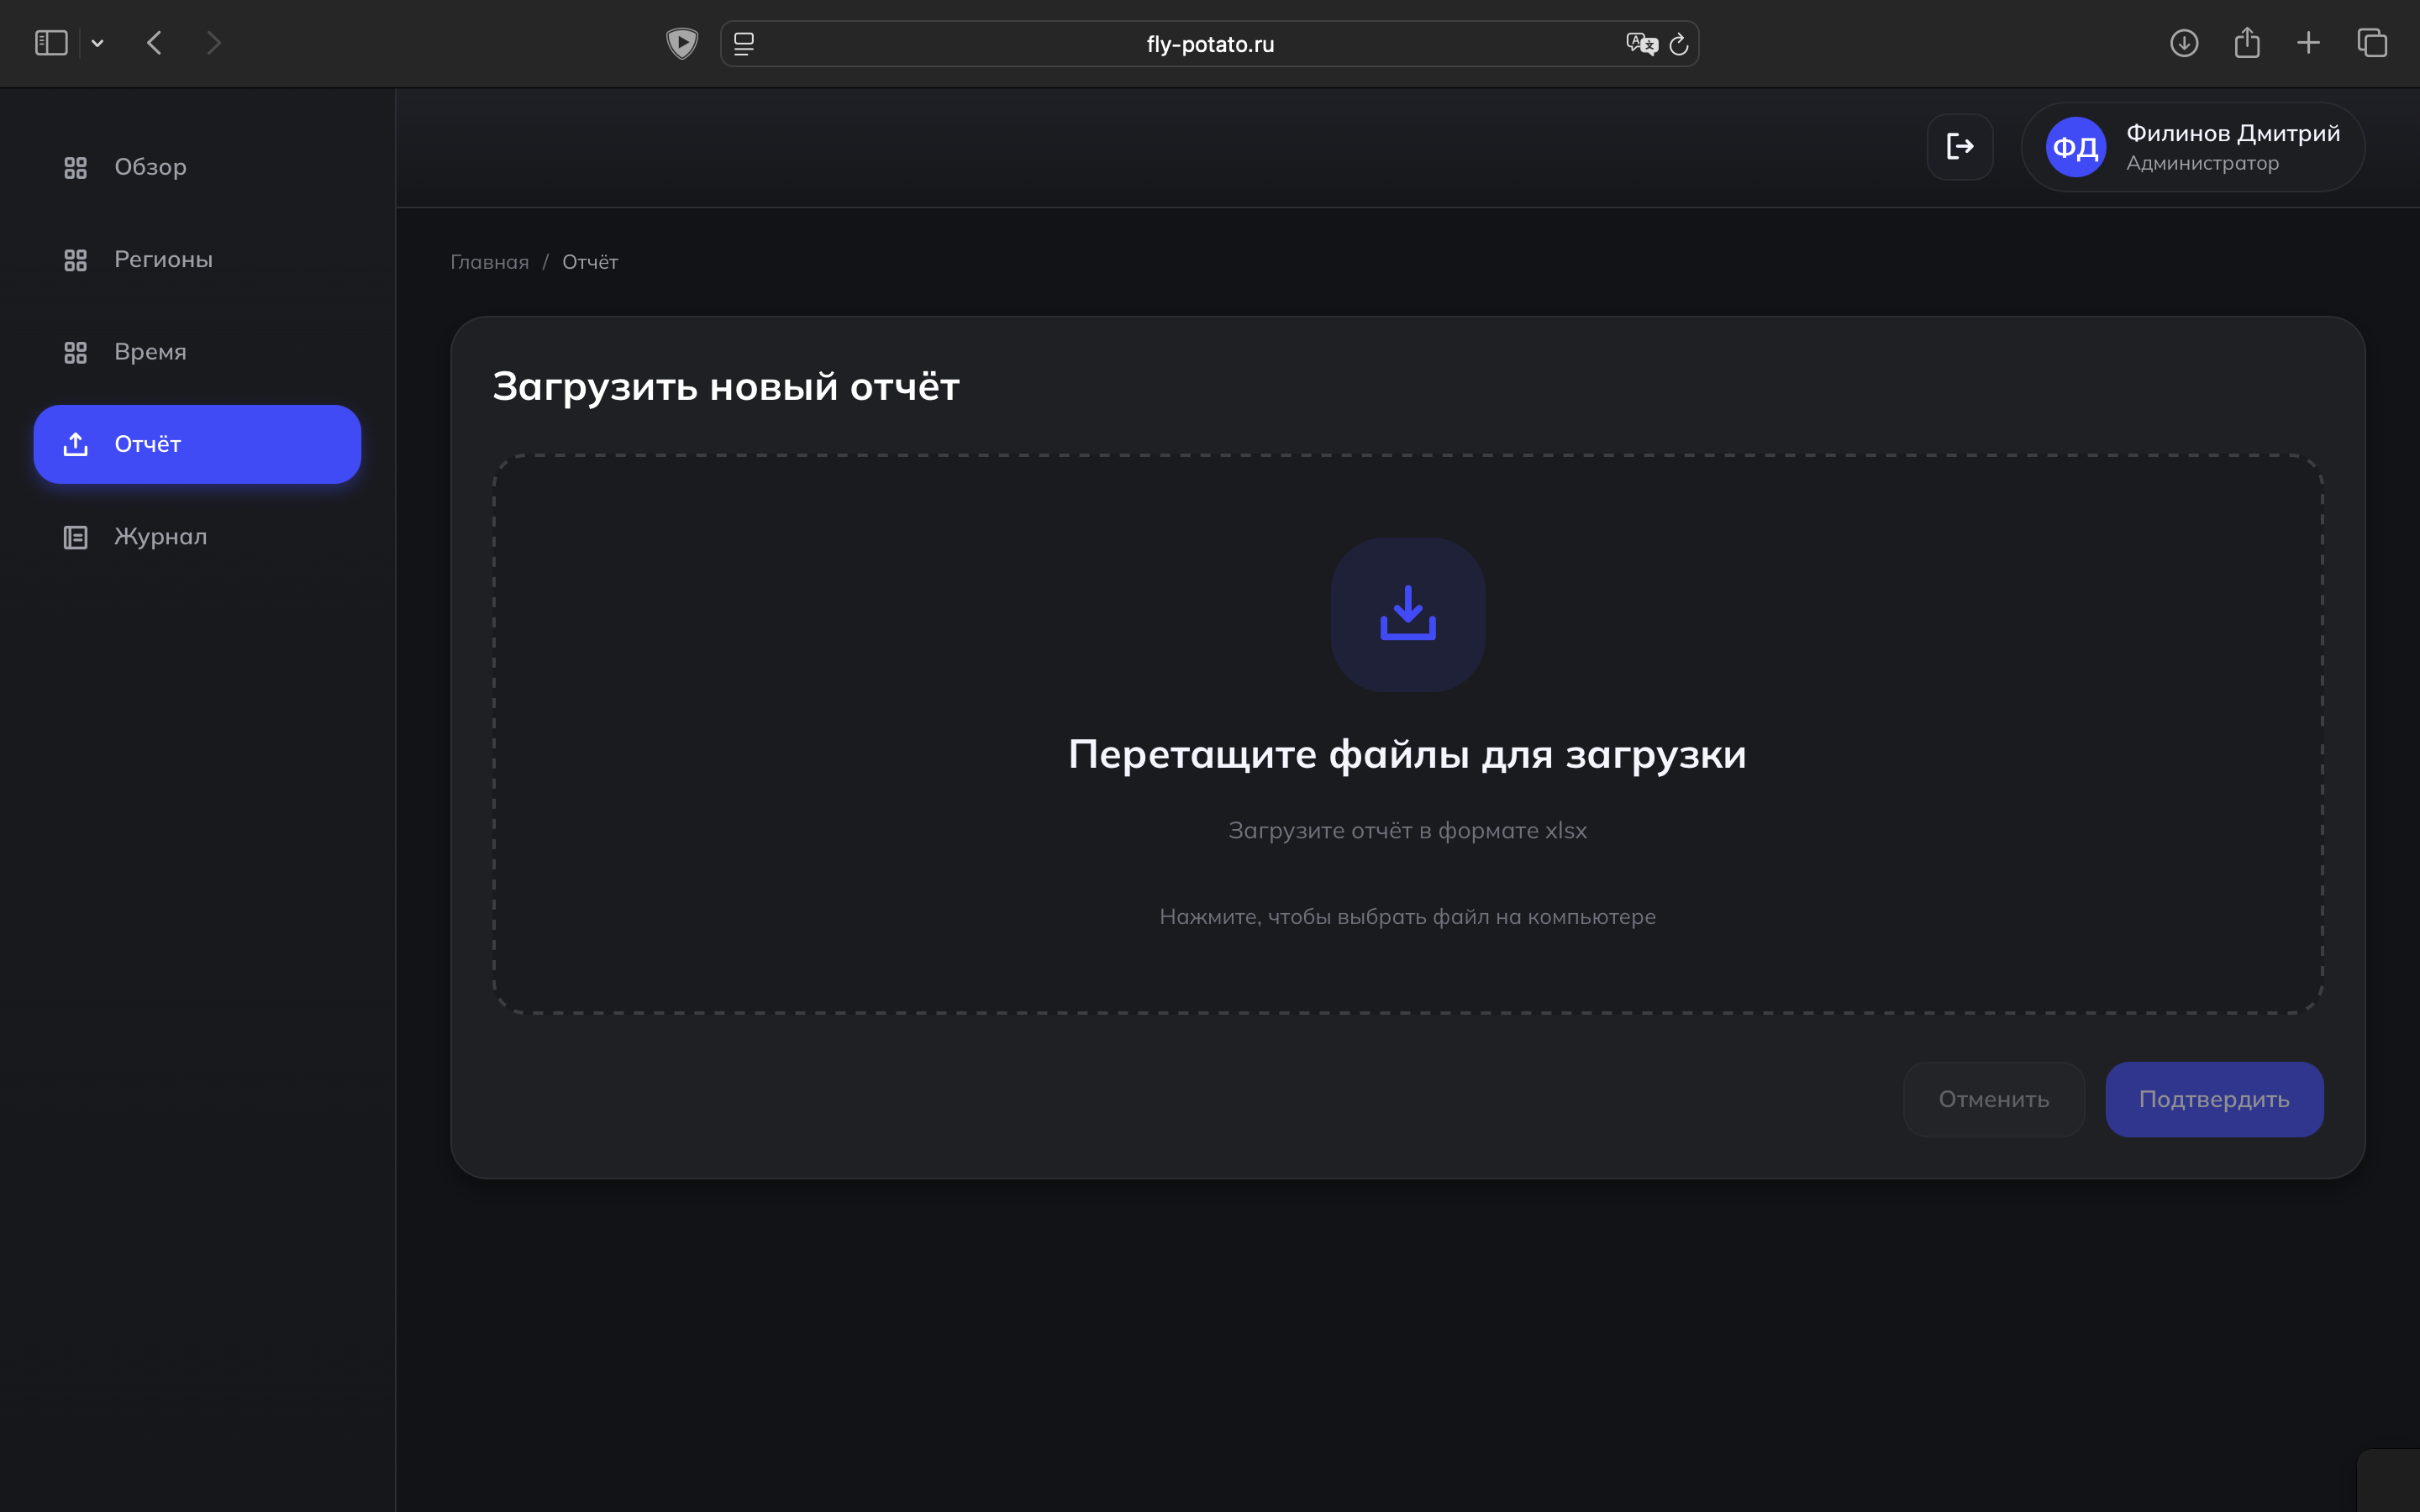 fly-potato.ru
ФД
Филинов Дмитрий
Администратор
Обзор
Регионы
Время
Отчёт
Журнал
Главная / Отчёт
Загрузить новый отчёт
Перетащите файлы для загрузки
Загрузите отчёт в формате xlsx
Нажмите, чтобы выбрать файл на компьютере
Отменить
Подтвердить